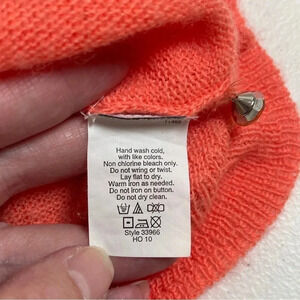 Hand wash cold,
with like colors.
Non chlorine bleach only.
Do not wring or twist.
Lay flat to dry.
Warm iron as needed.
Do not iron on button.
Do not dry clean.
Style 33966
HO 10